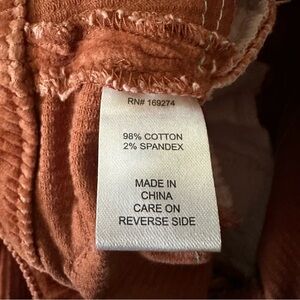 RN# 169274
98% COTTON
2% SPANDEX
MADE IN
CHINA
CARE ON
REVERSE SIDE